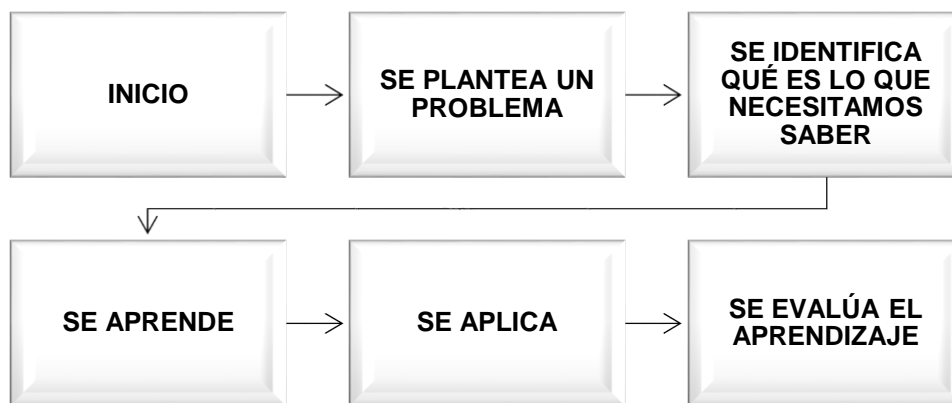 INICIO
SE PLANTEA UN
PROBLEMA
SE IDENTIFICA
QUÉ ES LO QUE
NECESITAMOS
SABER
SE APRENDE
SE APLICA
SE EVALÚA EL
APRENDIZAJE